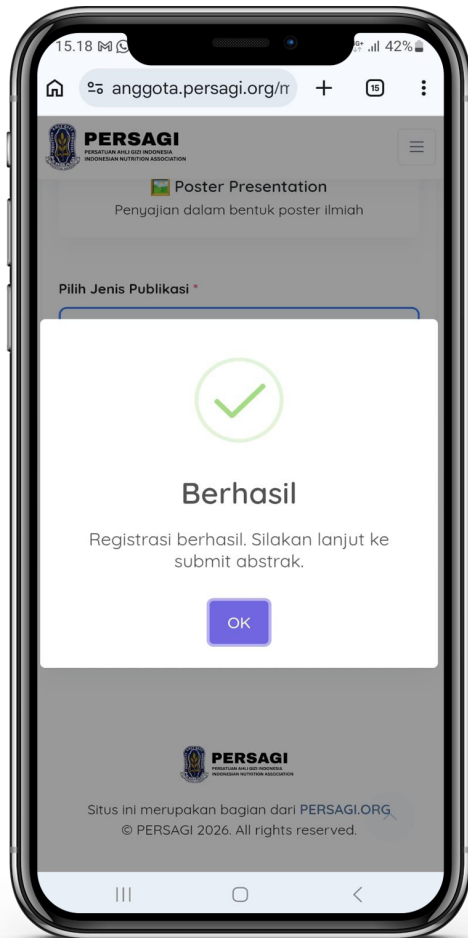 15.18
42%
anggota.persagi.org/m
15
PERSAGI
PERSATUAN AHLI GIZI INDONESIA
INDONESIAN NUTRITION ASSOCIATION
Poster Presentation
Penyajian dalam bentuk poster ilmiah
Pilih Jenis Publikasi *
Berhasil
Registrasi berhasil. Silakan lanjut ke
submit abstrak.
OK
PERSAGI
PERSATUAN AHLI GIZI INDONESIA
INDONESIAN NUTRITION ASSOCIATION
Situs ini merupakan bagian dari PERSAGI.ORG
© PERSAGI 2026. All rights reserved.